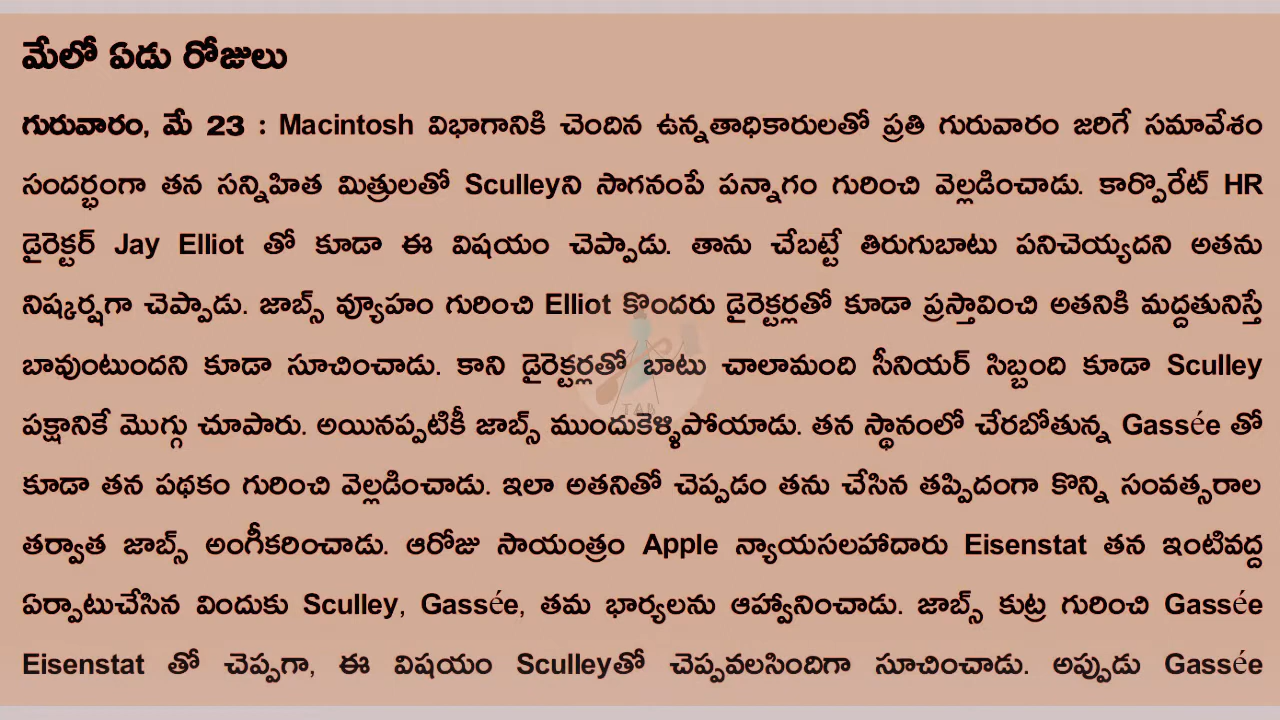 మేలో ఏడు రోజులు
గురువారం, మే 23 : Macintosh విభాగానికి చెందిన ఉన్నతాధికారులతో ప్రతి గురువారం జరిగే సమావేశం
సందర్భంగా తన సన్నిహిత మిత్రులతో Sculleyని సాగనంపే పన్నాగం గురించి వెల్లడించాడు. కార్పొరేట్ HR
డైరెక్టర్ Jay Elliot తో కూడా ఈ విషయం చెప్పాడు. తాను చేబట్టే తిరుగుబాటు పనిచెయ్యదని అతను
నిష్కర్షగా చెప్పాడు. జాబ్స్ వ్యూహం గురించి Elliot కొందరు డైరెక్టర్లతో కూడా ప్రస్తావించి అతనికి మద్దతునిస్తే
బావుంటుందని కూడా సూచించాడు. కాని డైరెక్టర్లతో బాటు చాలామంది సీనియర్ సిబ్బంది కూడా Sculley
పక్షానికే మొగ్గు చూపారు. అయినప్పటికీ జాబ్స్ ముందుకెళ్ళిపోయాడు. తన స్థానంలో చేరబోతున్న Gassée తో
కూడా తన పథకం గురించి వెల్లడించాడు. ఇలా అతనితో చెప్పడం తను చేసిన తప్పిదంగా కొన్ని సంవత్సరాల
తర్వాత జాబ్స్ అంగీకరించాడు. ఆరోజు సాయంత్రం Apple న్యాయసలహాదారు Eisenstat తన ఇంటివద్ద
ఏర్పాటుచేసిన విందుకు Sculley, Gassée, తమ భార్యలను ఆహ్వానించాడు. జాబ్స్ కుట్ర గురించి Gassée
Eisenstat తో చెప్పగా, ఈ విషయం Sculleyతో చెప్పవలసిందిగా సూచించాడు. అప్పుడు Gassée
TAB